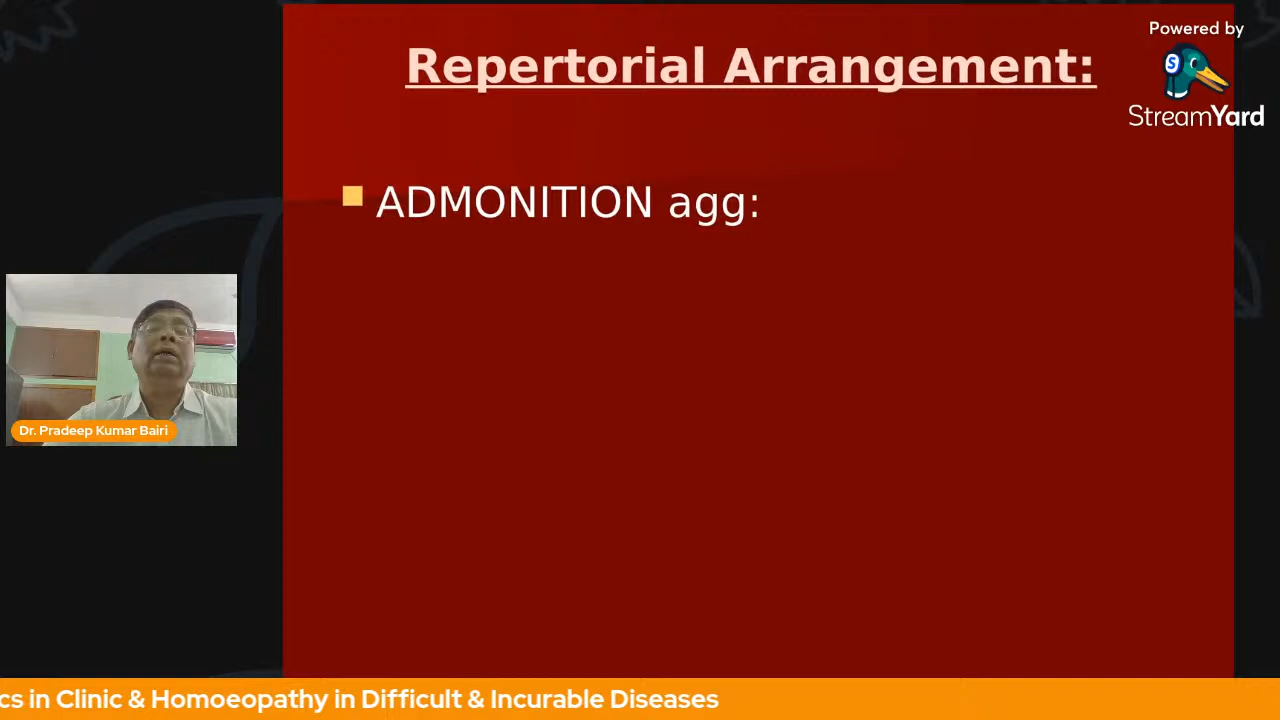 Repertorial Arrangement:
Powered by
S
StreamYard
ADMONITION agg:
Dr. Pradeep Kumar Bairi
cs in Clinic & Homoeopathy in Difficult & Incurable Diseases